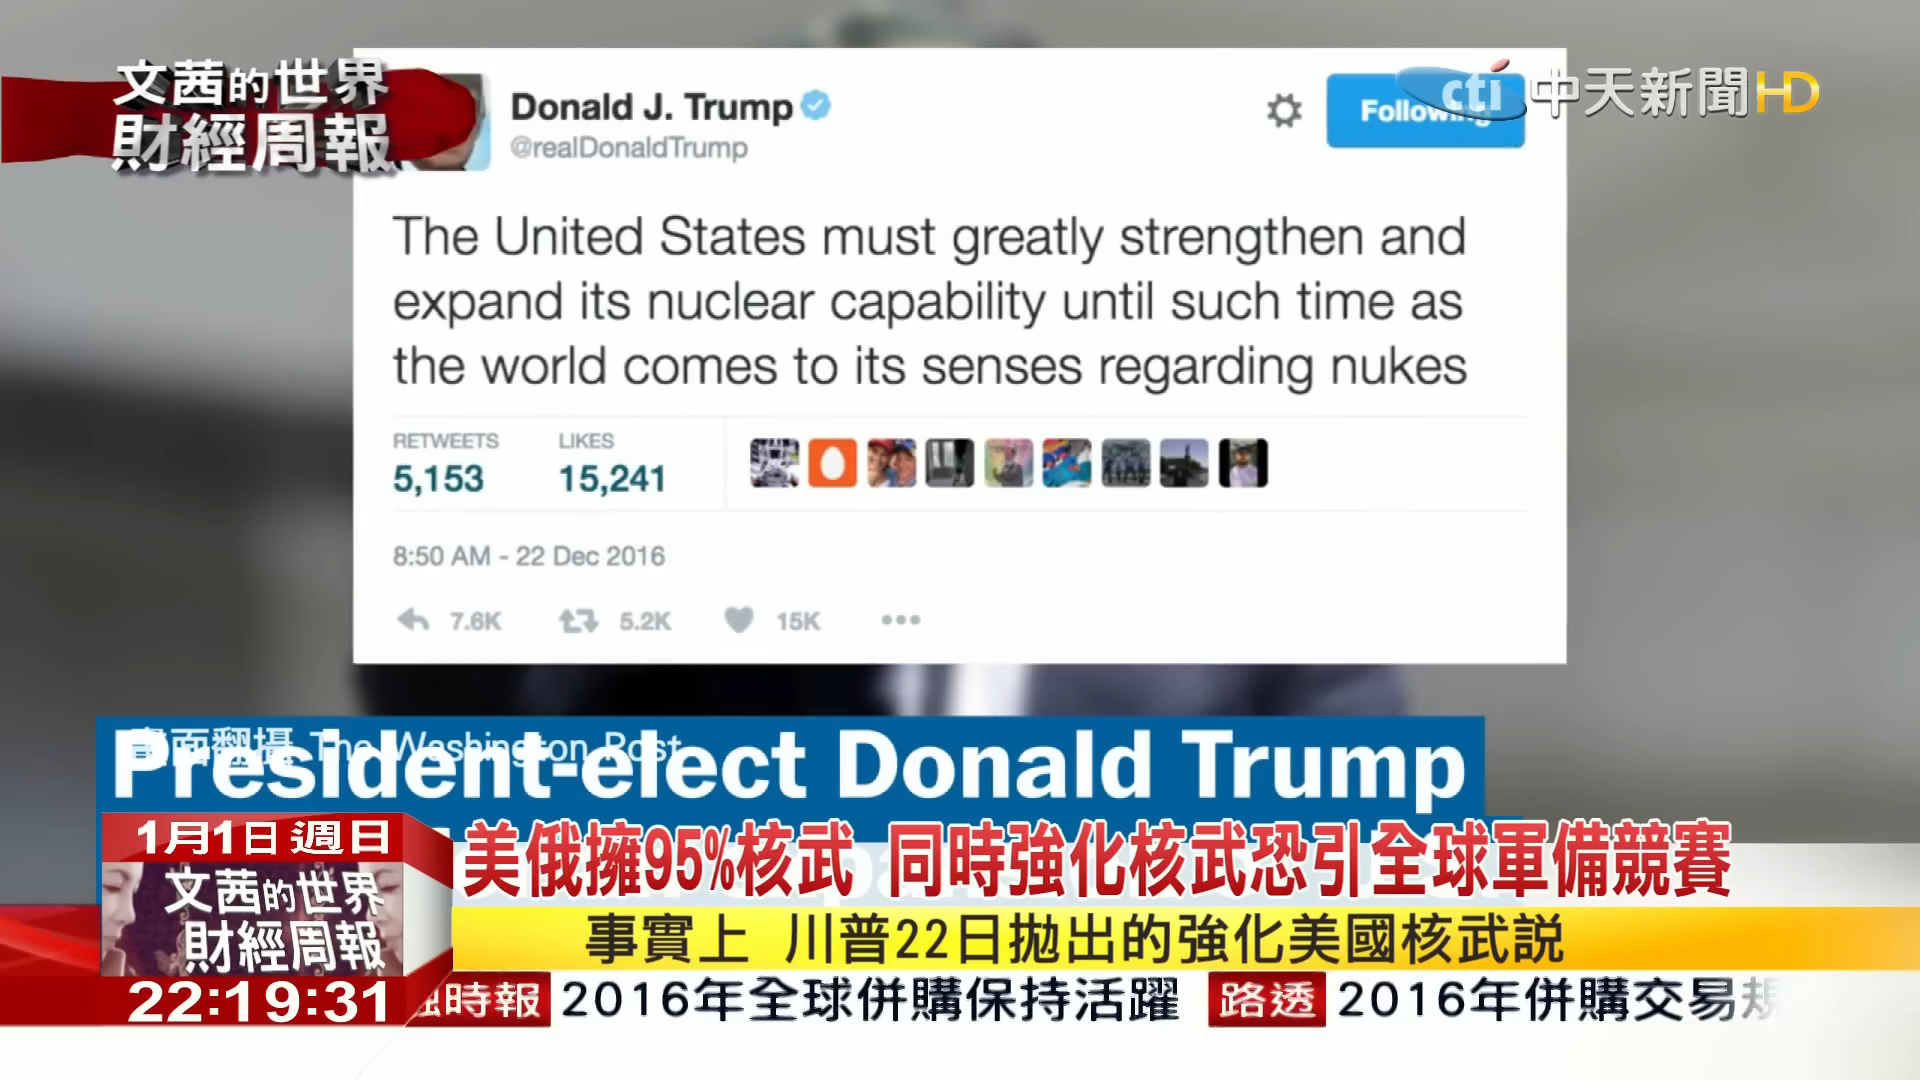 文茜的世界
財經周報
Donald J. Trump
@realDonaldTrump
Following
cti 中天新聞HD
The United States must greatly strengthen and
expand its nuclear capability until such time as
the world comes to its senses regarding nukes
RETWEETS
5,153
LIKES
15,241
8:50 AM - 22 Dec 2016
7.6K
5.2K
15K
畫面翻攝 The Washington Post
President-elect Donald Trump
1月1日 週日
美俄擁95%核武 同時強化核武恐引全球軍備競賽
文茜的世界
財經周報
事實上 川普22日拋出的強化美國核武說
22:19:31
融時報 2016年全球併購保持活躍 路透 2016年併購交易規